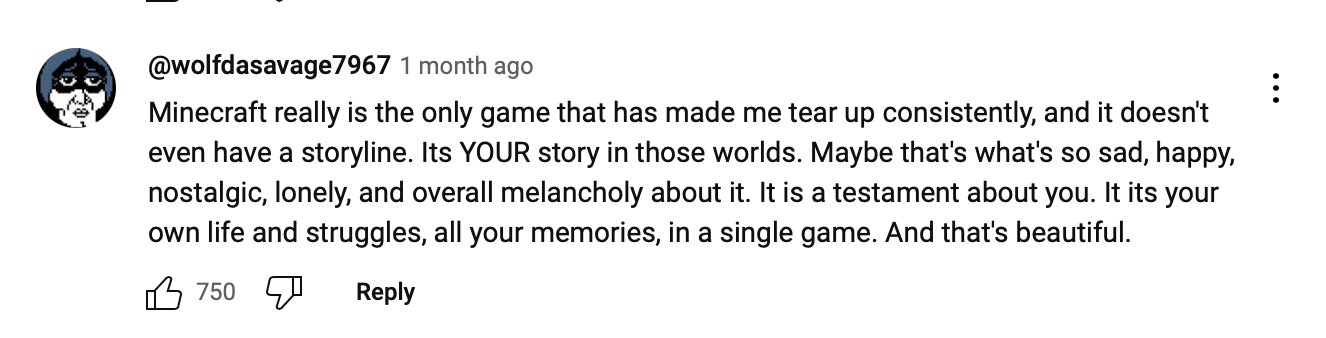 @wolfdasavage7967 1 month ago
Minecraft really is the only game that has made me tear up consistently, and it doesn't
even have a storyline. Its YOUR story in those worlds. Maybe that's what's so sad, happy,
nostalgic, lonely, and overall melancholy about it. It is a testament about you. It its your
own life and struggles, all your memories, in a single game. And that's beautiful.
750 Reply